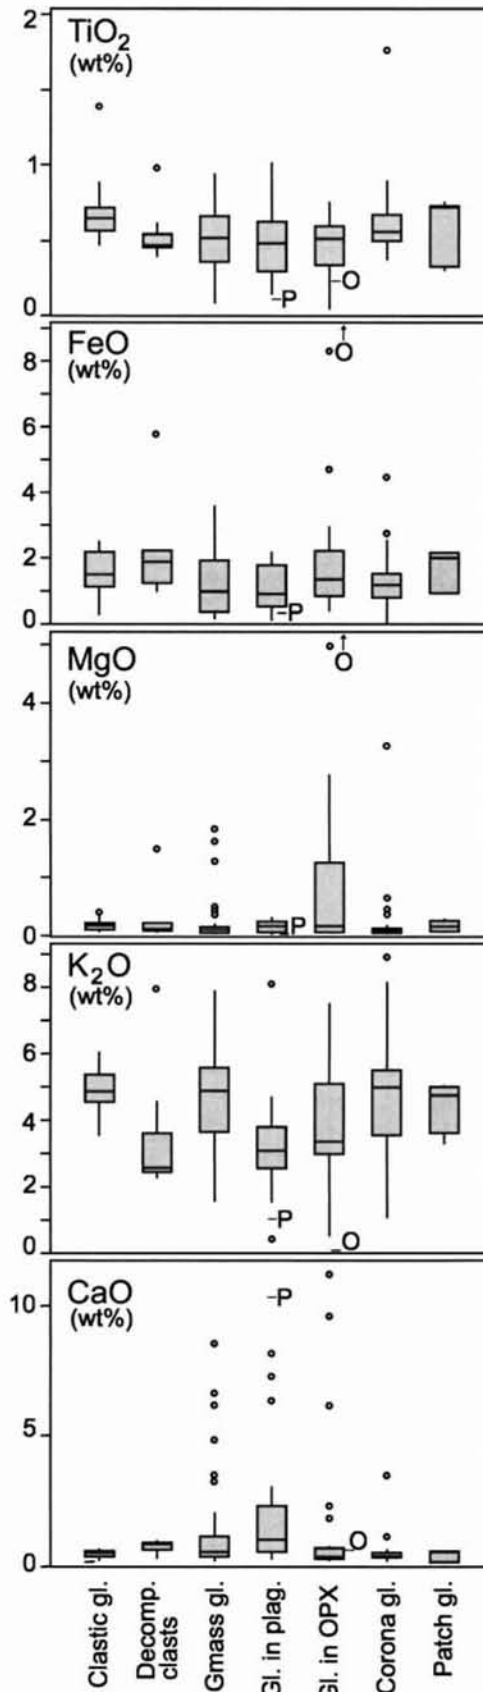 TiO₂
(wt%)
2
1
0
P
O
FeO
(wt%)
8
6
4
2
0
O
P
MgO
(wt%)
4
2
0
O
P
K₂O
(wt%)
8
6
4
2
0
P
O
CaO
(wt%)
10
5
0
P
O
Clastic gl.
Decomp.
clasts
Gmass gl.
Gl. in plag.
Gl. in OPX
Corona gl.
Patch gl.